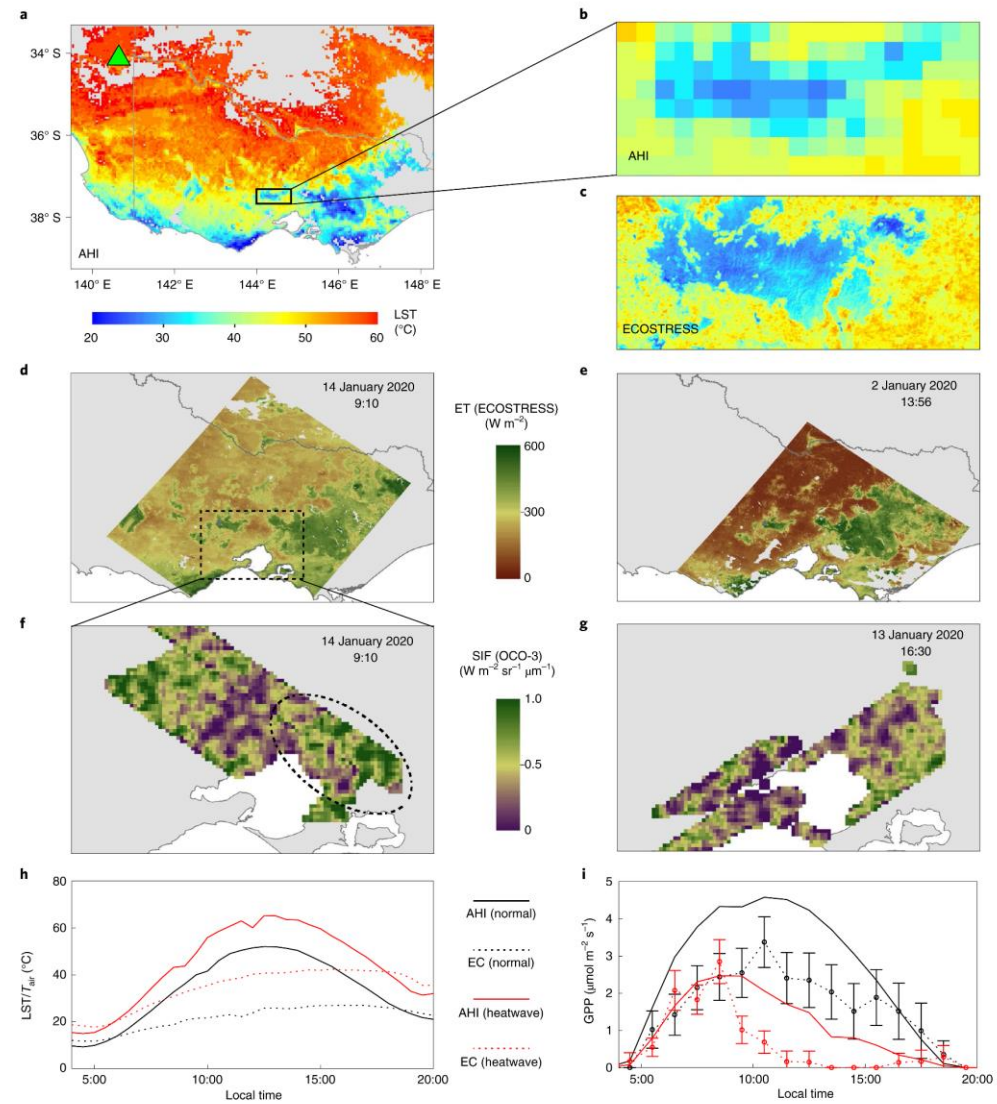 a
b
34° S
36° S
38° S
AHI
140° E
142° E
144° E
146° E
148° E
AHI
c
ECOSTRESS
LST
(°C)
20
30
40
50
60
d
14 January 2020
9:10
ET (ECOSTRESS)
(W m⁻²)
600
300
0
e
2 January 2020
13:56
f
14 January 2020
9:10
SIF (OCO-3)
(W m⁻² sr⁻¹ μm⁻¹)
1.0
0.5
0
g
13 January 2020
16:30
h
80
60
40
20
0
LST/Tair (°C)
5:00
10:00
15:00
20:00
Local time
AHI (normal)
EC (normal)
AHI (heatwave)
EC (heatwave)
i
5
4
3
2
1
0
GPP (μmol m⁻² s⁻¹)
5:00
10:00
15:00
20:00
Local time